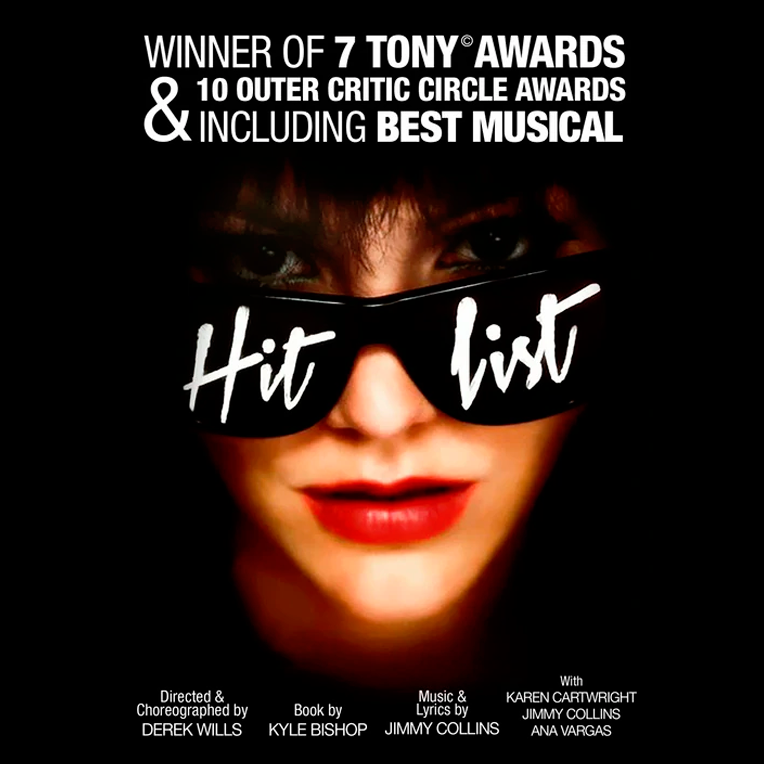 WINNER OF 7 TONY© AWARDS
& 10 OUTER CRITIC CIRCLE AWARDS
INCLUDING BEST MUSICAL
Hit list
Directed &
Choreographed by
DEREK WILLS
Book by
KYLE BISHOP
Music &
Lyrics by
JIMMY COLLINS
With
KAREN CARTWRIGHT
JIMMY COLLINS
ANA VARGAS